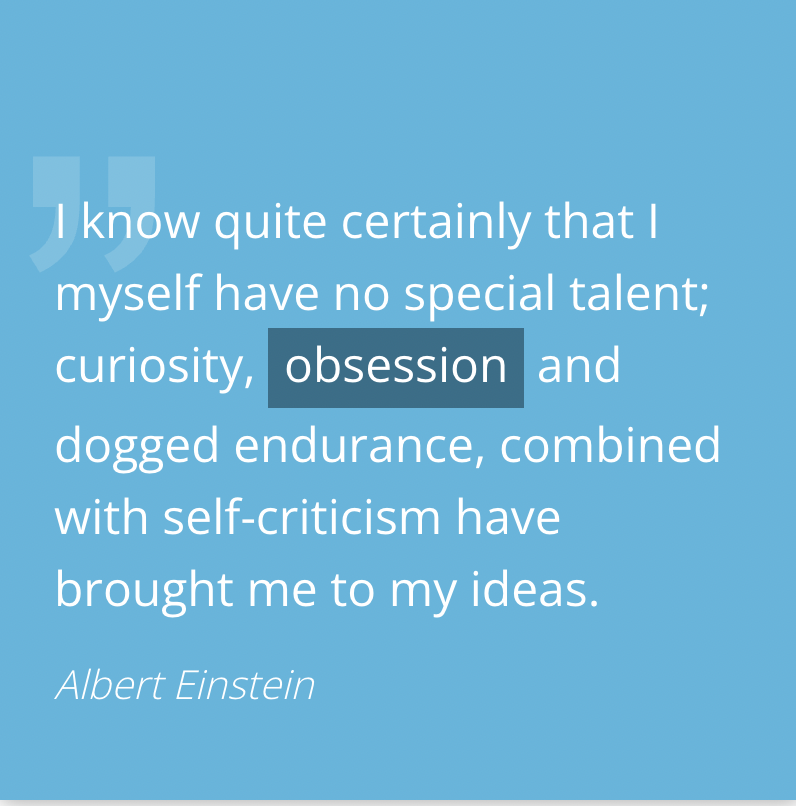 I know quite certainly that I
myself have no special talent;
curiosity, obsession and
dogged endurance, combined
with self-criticism have
brought me to my ideas.
Albert Einstein